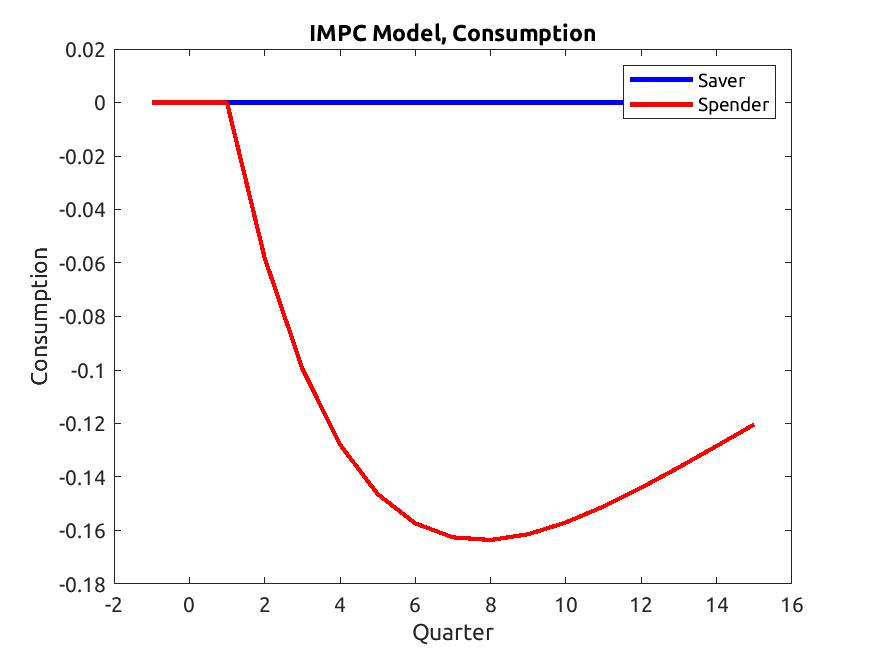 IMPC Model, Consumption
0.02
0
-0.02
-0.04
-0.06
-0.08
-0.1
-0.12
-0.14
-0.16
-0.18
Consumption
Saver
Spender
-2 0 2 4 6 8 10 12 14 16
Quarter